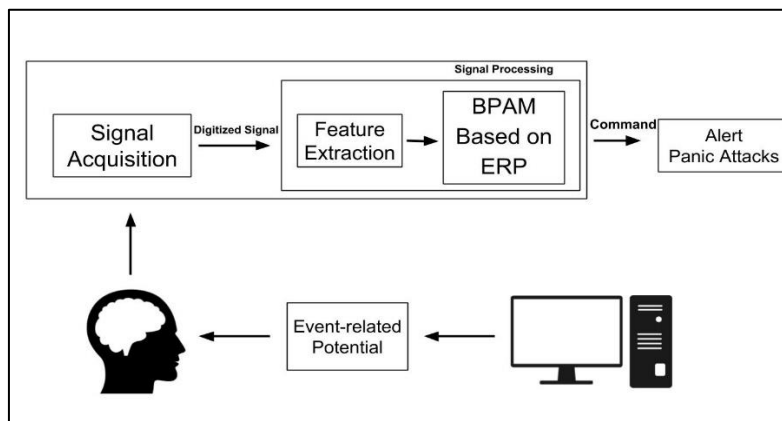 Signal Processing
Signal
Acquisition
Digitized Signal
Feature
Extraction
BPAM
Based on
ERP
Command
Alert
Panic Attacks
Event-related
Potential